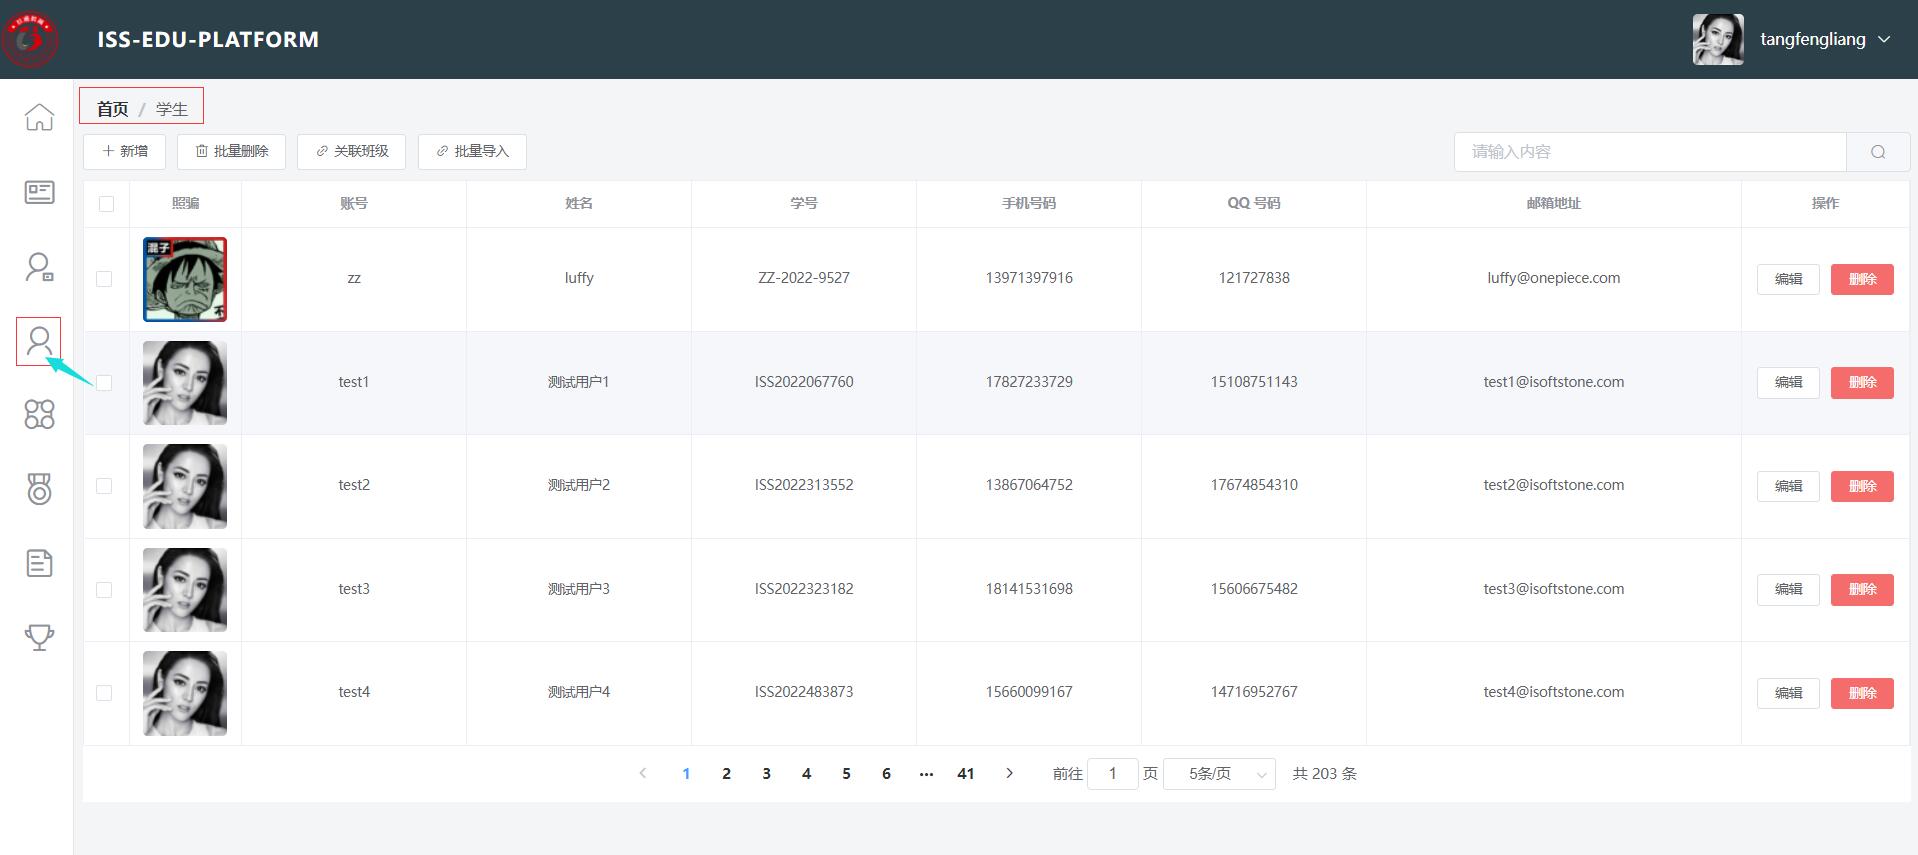 ISS-EDU-PLATFORM
tangfengliang
首页 / 学生
新增 批量删除 关联班级 批量导入 请输入内容
照骗 账号 姓名 学号 手机号码 QQ 号码 邮箱地址 操作
混子 zz luffy ZZ-2022-9527 13971397916 121727838 luffy@onepiece.com 编辑 删除
test1 测试用户1 ISS2022067760 17827233729 15108751143 test1@isoftstone.com 编辑 删除
test2 测试用户2 ISS2022313552 13867064752 17674854310 test2@isoftstone.com 编辑 删除
test3 测试用户3 ISS2022323182 18141531698 15606675482 test3@isoftstone.com 编辑 删除
test4 测试用户4 ISS2022483873 15660099167 14716952767 test4@isoftstone.com 编辑 删除
1 2 3 4 5 6 ··· 41 前往 1 页 5条/页 共 203 条